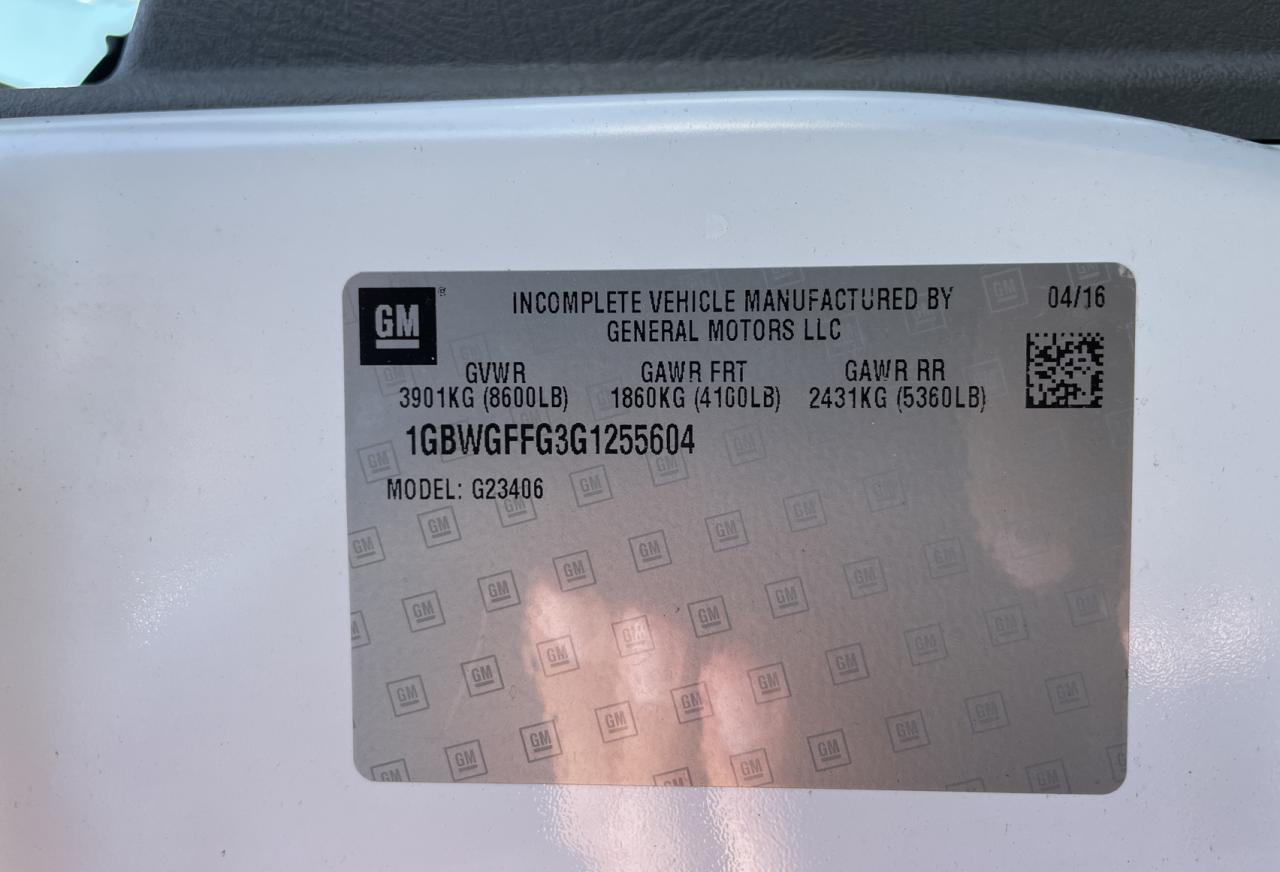 GM
INCOMPLETE VEHICLE MANUFACTURED BY
GENERAL MOTORS LLC
04/16
GVWR GAWR FRT GAWR RR
3901KG (8600LB) 1860KG (4100LB) 2431KG (5360LB)
1GBWGFFG3G1255604
MODEL: G23406